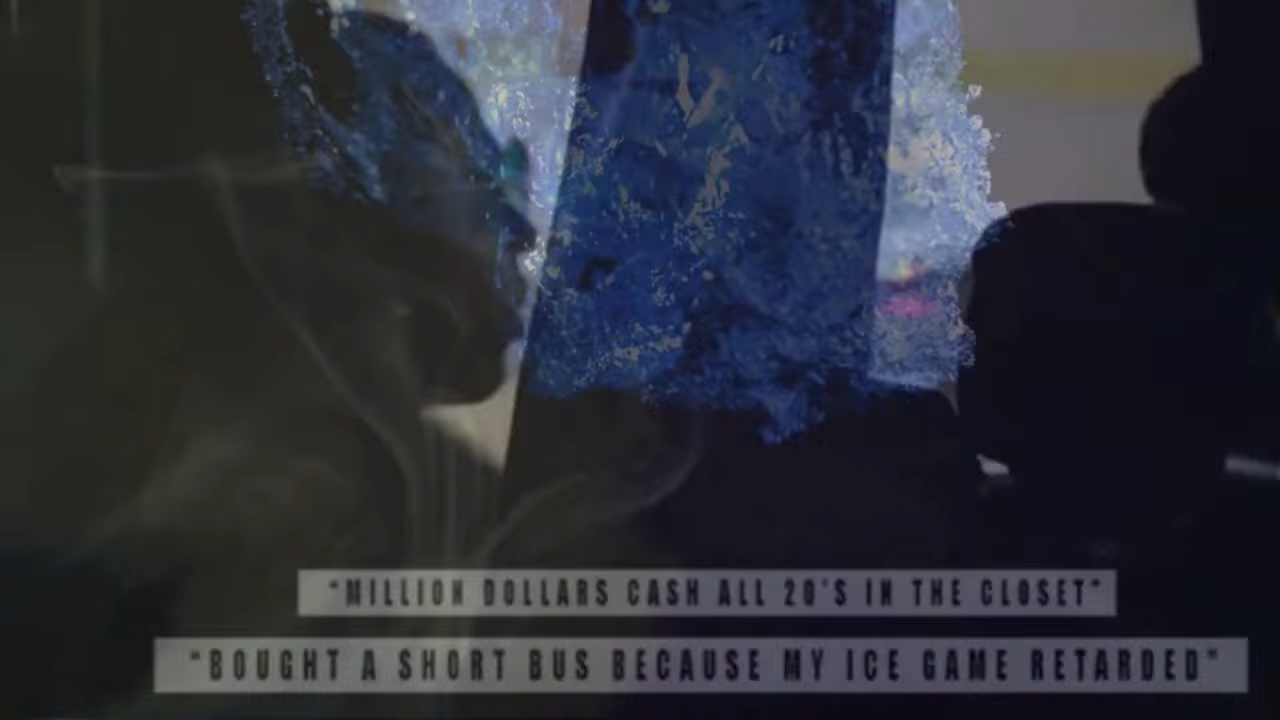 "MILLION DOLLARS CASH ALL 20'S IN THE CLOSET"
"BOUGHT A SHORT BUS BECAUSE MY ICE GAME RETARDED"